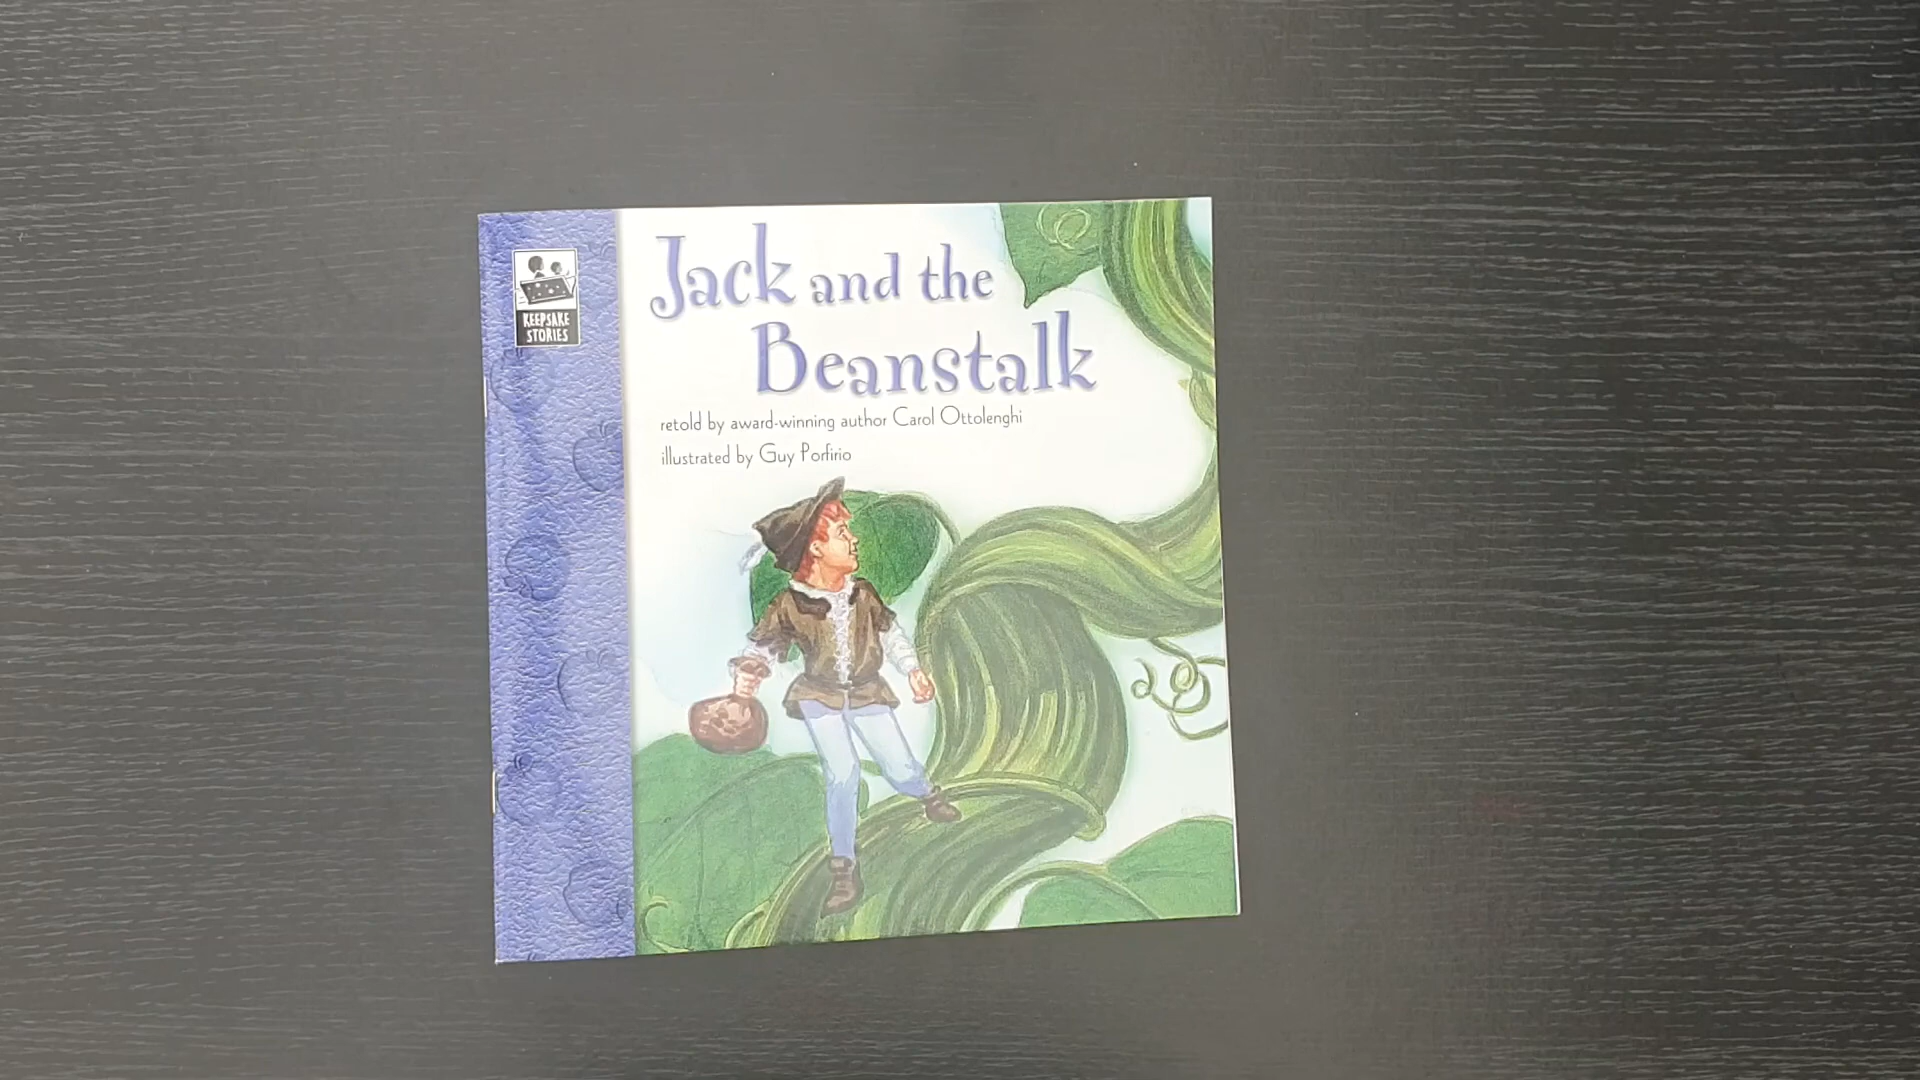 KEEPSAKE
STORIES
Jack and the
Beanstalk
retold by award-winning author Carol Ottolenghi
illustrated by Guy Porfirio